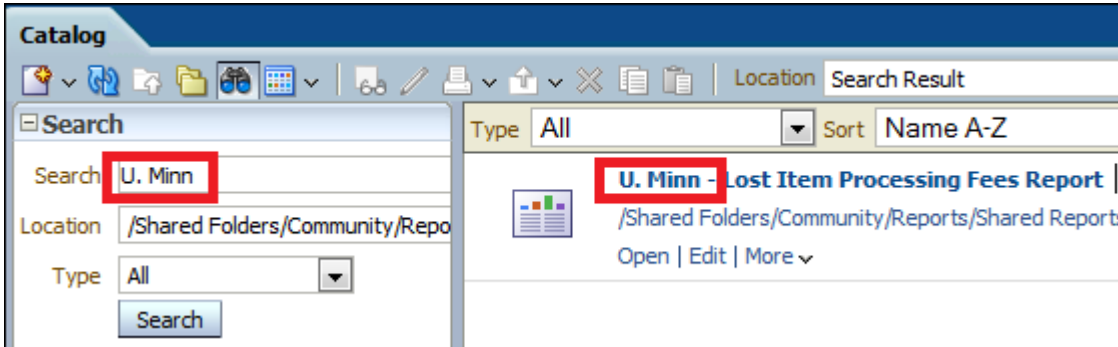 Catalog
Location Search Result
Search
Type All Sort Name A-Z
Search U. Minn
Location /Shared Folders/Community/Repo
Type All
Search
U. Minn - Lost Item Processing Fees Report
/Shared Folders/Community/Reports/Shared Reports
Open | Edit | More